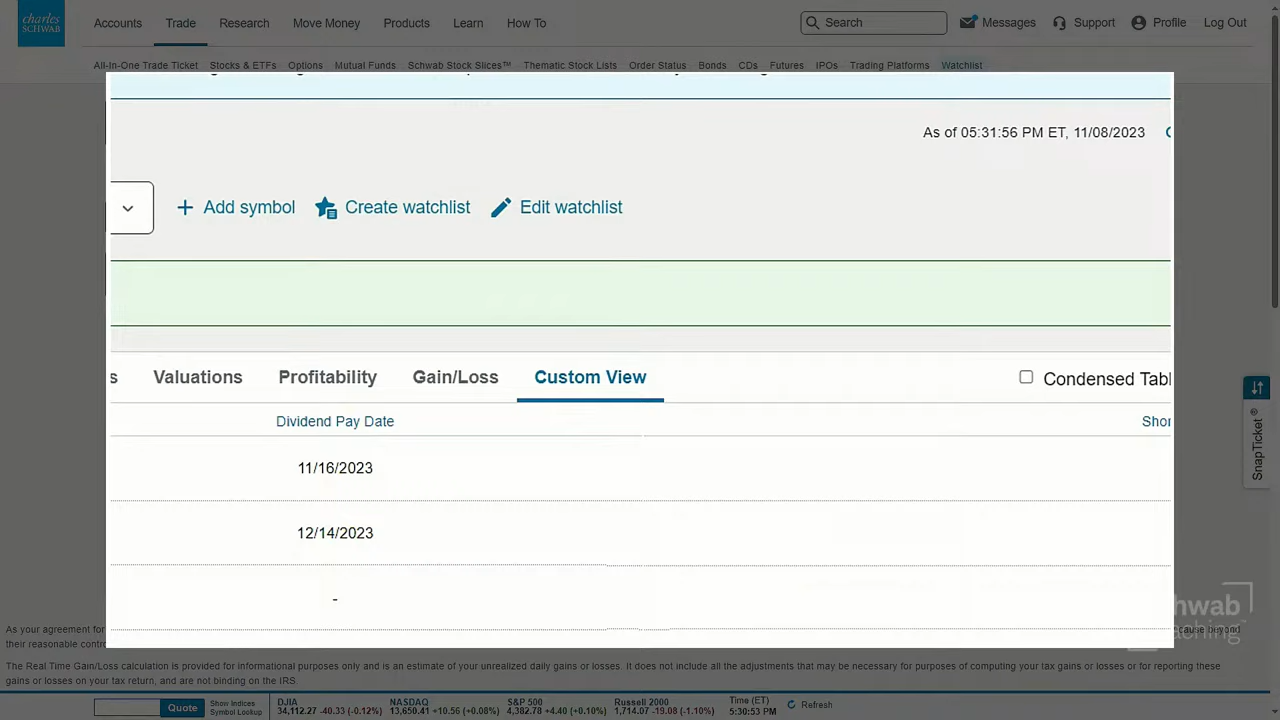 charles
SCHWAB
Accounts Trade Research Move Money Products Learn How To
Search Messages Support Profile Log Out
All-In-One Trade Ticket Stocks & ETFs Options Mutual Funds Schwab Stock Slices™ Thematic Stock Lists Order Status Bonds CDs Futures IPOs Trading Platforms Watchlist
As of 05:31:56 PM ET, 11/08/2023
Add symbol Create watchlist Edit watchlist
s Valuations Profitability Gain/Loss Custom View Condensed Tabl
Dividend Pay Date Shor
11/16/2023
12/14/2023
-
SnapTicket®
hwab
aching
As your agreement for cause beyond
their reasonable contro
The Real Time Gain/Loss calculation is provided for informational purposes only and is an estimate of your unrealized daily gains or losses. It does not include all the adjustments that may be necessary for purposes of computing your tax gains or losses or for reporting these
gains or losses on your tax return, and are not binding on the IRS.
Quote Show Indices
Symbol Lookup
DJIA NASDAQ S&P 500 Russell 2000 Time (ET)
34,112.27 -40.33 (-0.12%) 13,650.41 +10.56 (+0.08%) 4,382.78 +4.40 (+0.10%) 1,714.07 -19.08 (-1.10%) 5:30:53 PM Refresh